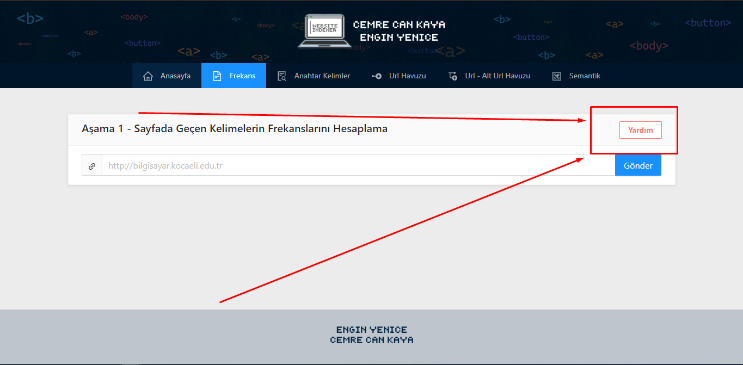 <b>
<body>
<a>
<button>
<a>
<b>
<a>
WEBSITE
INDEXER
CEMRE CAN KAYA
ENGIN YENICE
<a>
<button>
<b>
<a>
<body>
<button>
Anasayfa
Frekans
Anahtar Kelimler
Url Havuzu
Url - Alt Url Havuzu
Semantik
Aşama 1 - Sayfada Geçen Kelimelerin Frekanslarını Hesaplama
Yardım
http://bilgisayar.kocaeli.edu.tr
Gönder
ENGIN YENICE
CEMRE CAN KAYA